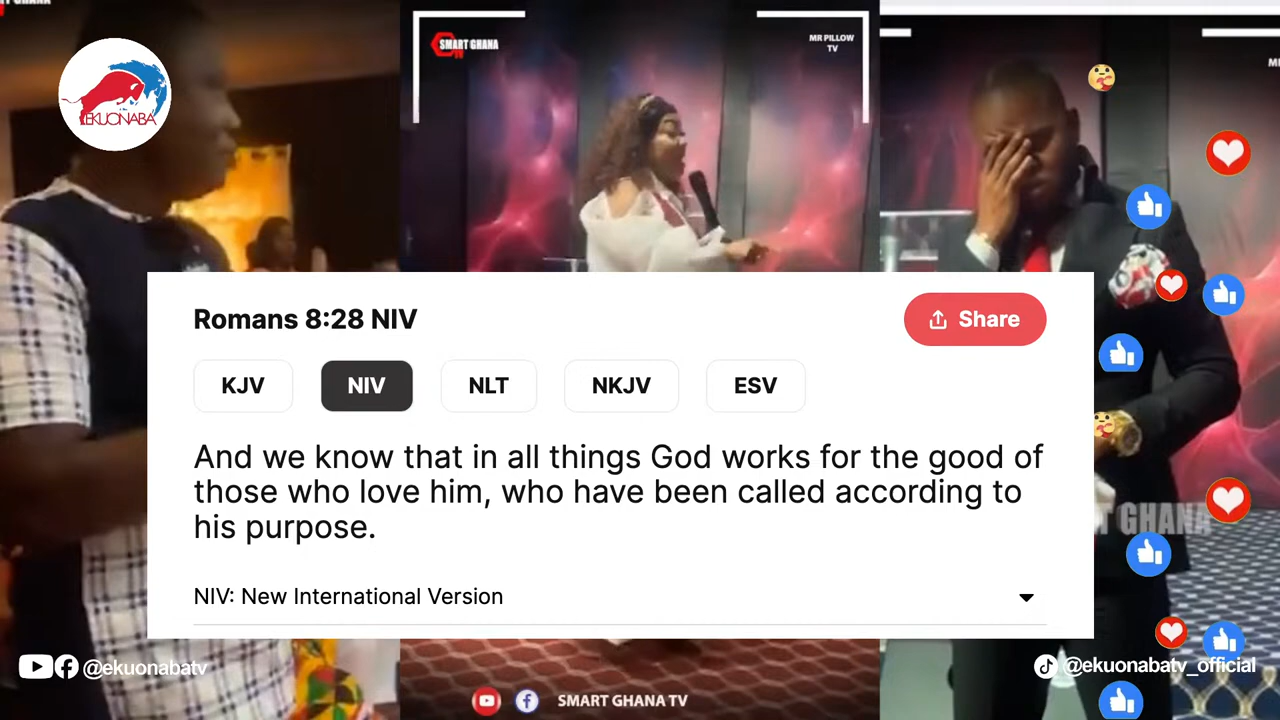 T GHANA
EKUONABA
SMART GHANA
TV
MR PILLOW
TV
Romans 8:28 NIV
Share
KJV
NIV
NLT
NKJV
ESV
And we know that in all things God works for the good of
those who love him, who have been called according to
his purpose.
NIV: New International Version
T GHANA
@ekuonabatv
@ekuonabatv_official
SMART GHANA TV